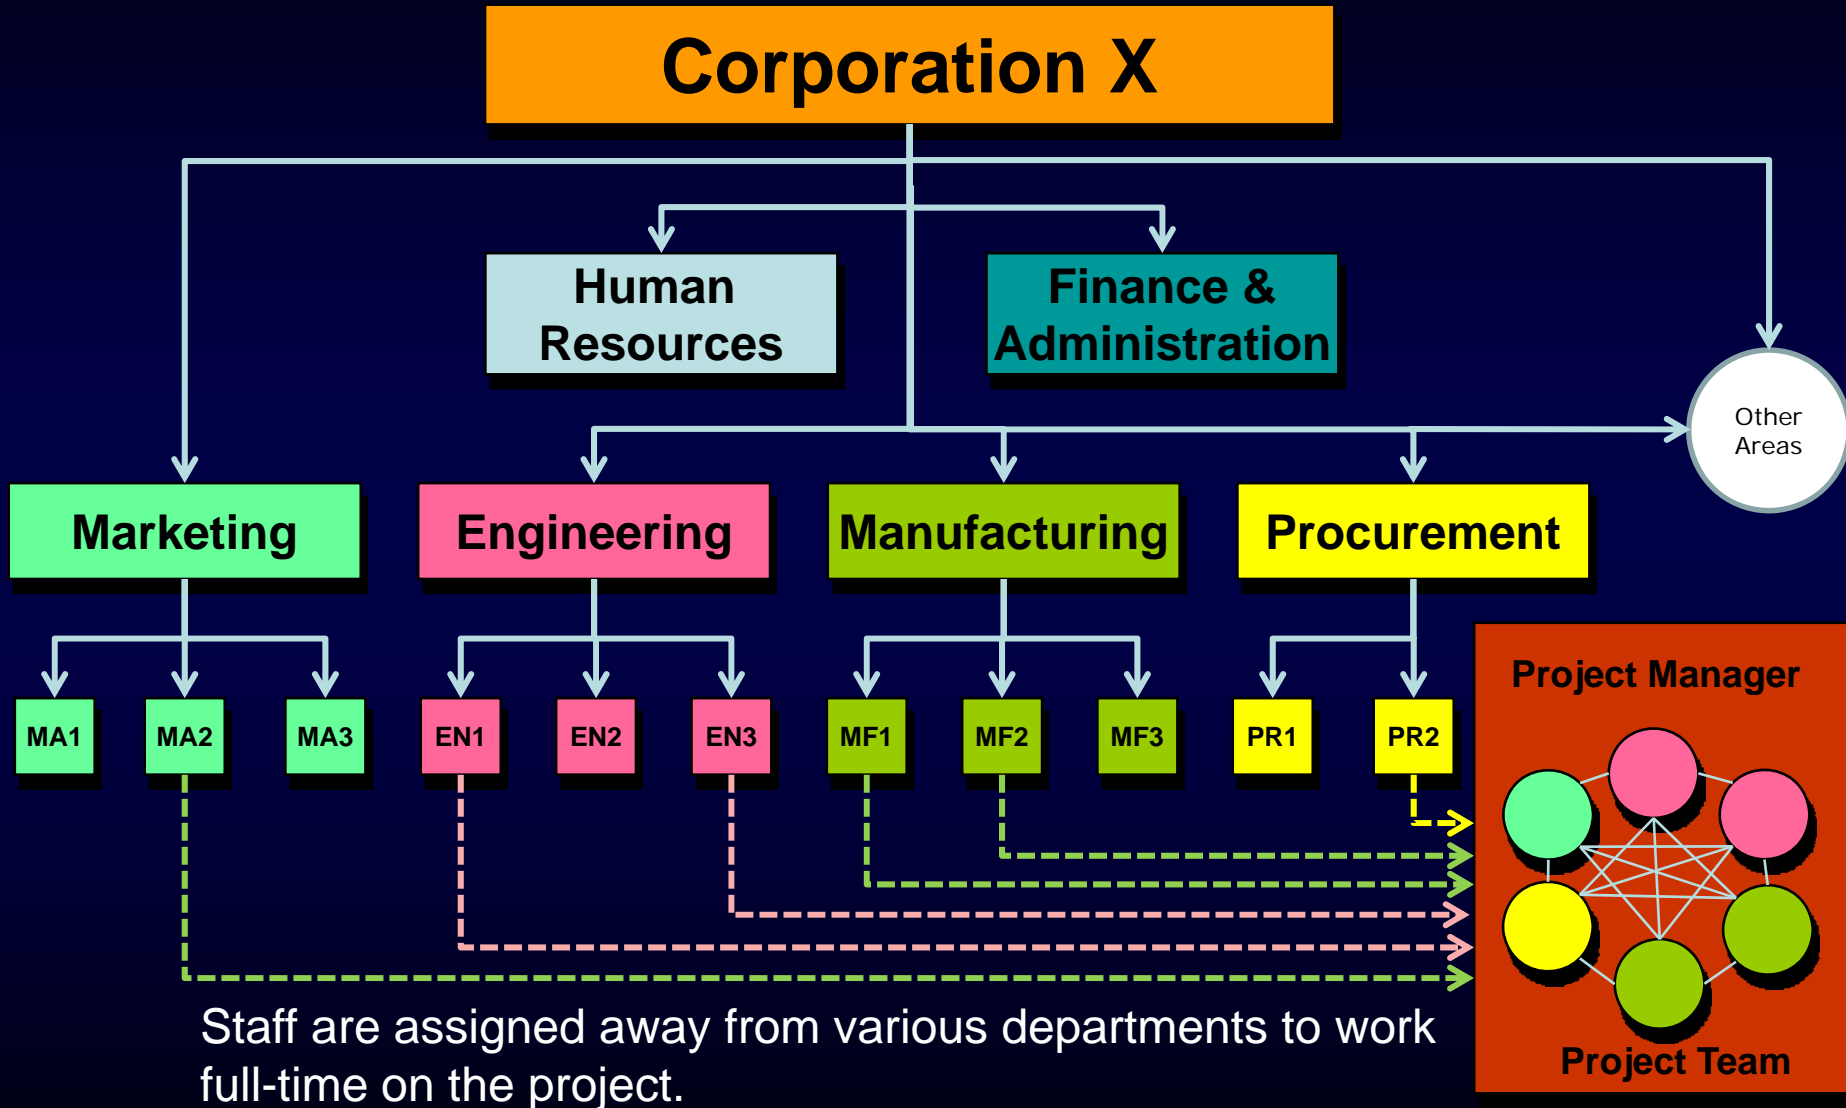 Corporation X
Human
Resources
Finance &
Administration
Other
Areas
Marketing
Engineering
Manufacturing
Procurement
MA1
MA2
MA3
EN1
EN2
EN3
MF1
MF2
MF3
PR1
PR2
Project Manager
Project Team
Staff are assigned away from various departments to work
full-time on the project.